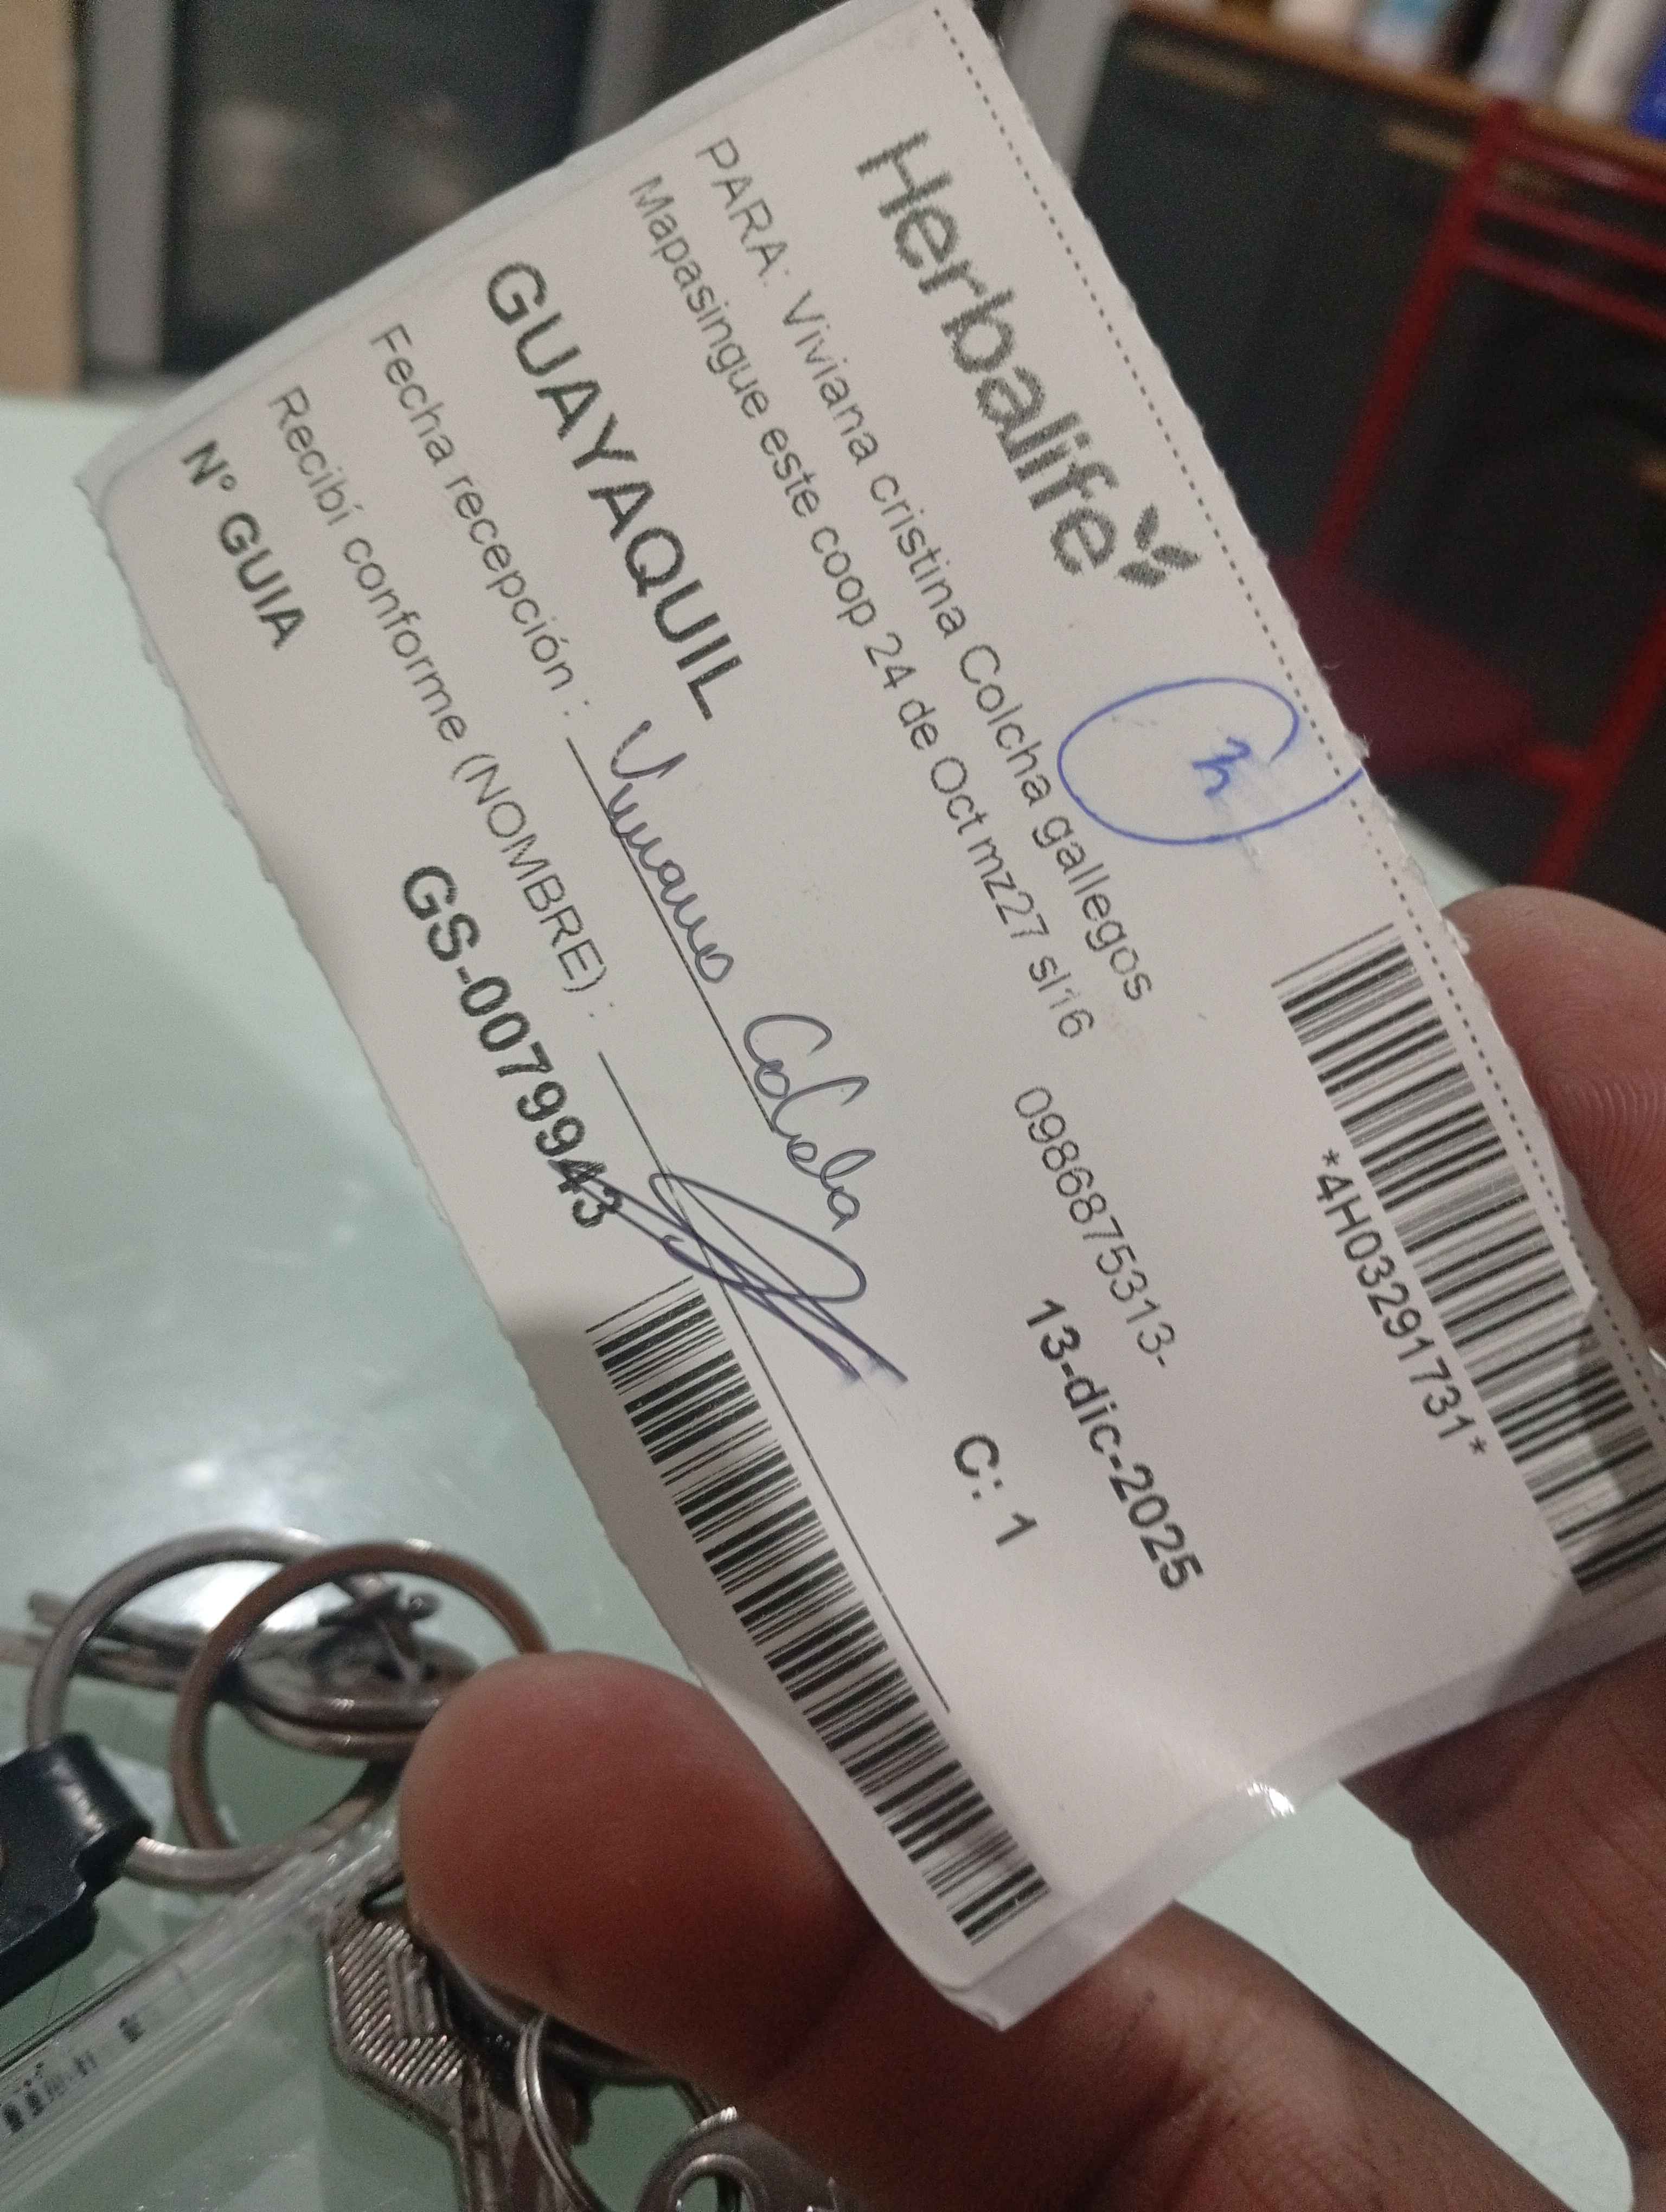 Herbalife
*4H03291731*
PARA: Viviana cristina Colcha gallegos
Mapasingue este coop 24 de Oct mz27 sl16 0986875313-
13-dic-2025
GUAYAQUIL C: 1
Fecha recepción : Viviana Colcha
Recibí conforme (NOMBRE) :
N° GUIA GS-0079943